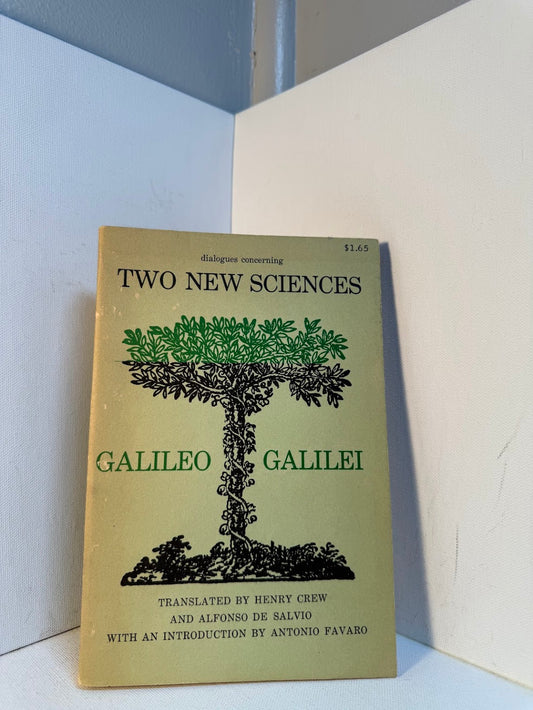 $1.65
dialogues concerning
TWO NEW SCIENCES
GALILEO GALILEI
TRANSLATED BY HENRY CREW
AND ALFONSO DE SALVIO
WITH AN INTRODUCTION BY ANTONIO FAVARO